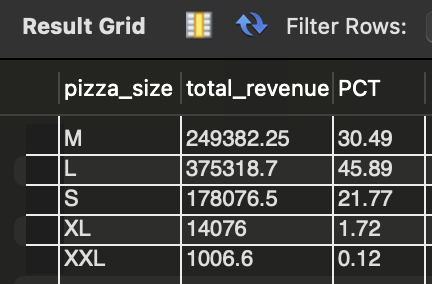 Result Grid Filter Rows:
pizza_size total_revenue PCT
M 249382.25 30.49
L 375318.7 45.89
S 178076.5 21.77
XL 14076 1.72
XXL 1006.6 0.12